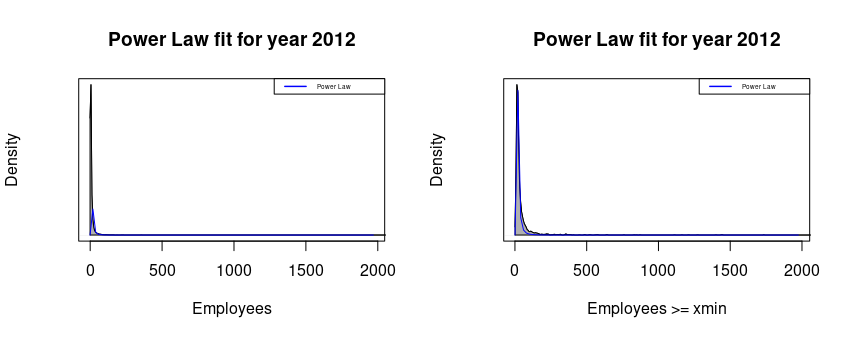 Power Law fit for year 2012
Power Law
Density
0 500 1000 1500 2000
Employees
Power Law fit for year 2012
Power Law
Density
0 500 1000 1500 2000
Employees >= xmin